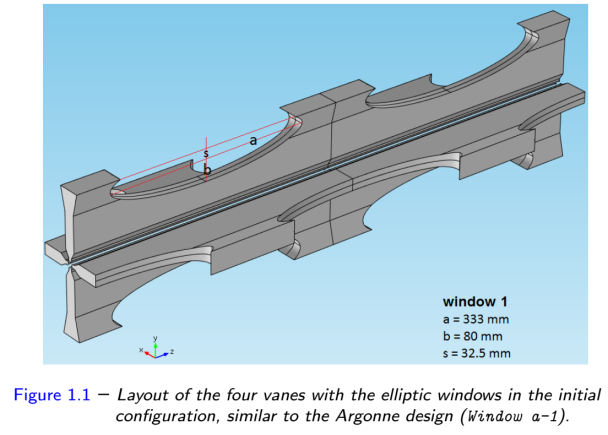 s
a
b
window 1
a = 333 mm
b = 80 mm
s = 32.5 mm
y
x
z
Figure 1.1 – Layout of the four vanes with the elliptic windows in the initial
configuration, similar to the Argonne design (Window a-1).